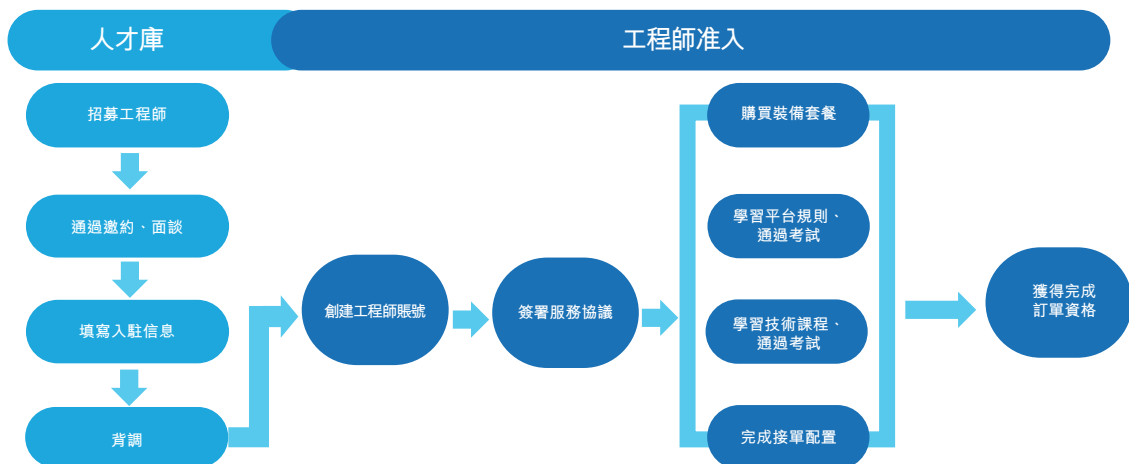 人才庫
工程師准入
招募工程師
通過邀約、面談
填寫入駐信息
背調
創建工程師賬號
簽署服務協議
購買裝備套餐
學習平台規則、
通過考試
學習技術課程、
通過考試
完成接單配置
獲得完成
訂單資格